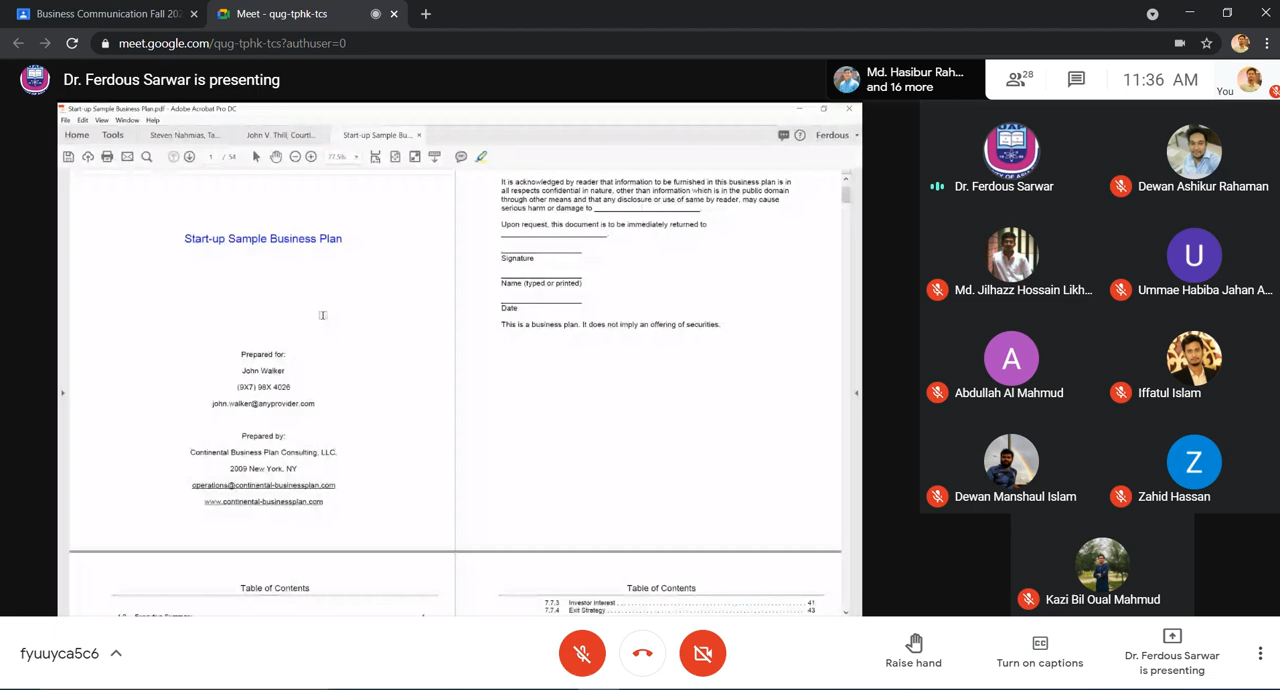 Business Communication Fall 202
Meet - qug-tphk-tcs
meet.google.com/qug-tphk-tcs?authuser=0
Dr. Ferdous Sarwar is presenting
Md. Hasibur Rah...
and 16 more
28
11:36 AM
You
Start-up Sample Business Plan.pdf - Adobe Acrobat Pro DC
File Edit View Window Help
Home Tools Steven Nahmias, Ta... John V. Thill, Courtl... Start-up Sample Bu... ×
Ferdous
1 / 54 77.5%
Start-up Sample Business Plan
Prepared for:
John Walker
(9X7) 98X 4026
john.walker@anyprovider.com
Prepared by:
Continental Business Plan Consulting, LLC.
2009 New York, NY
operations@continental-businessplan.com
www.continental-businessplan.com
It is acknowledged by reader that information to be furnished in this business plan is in
all respects confidential in nature, other than information which is in the public domain
through other means and that any disclosure or use of same by reader, may cause
serious harm or damage to ____________________.
Upon request, this document is to be immediately returned to
____________________.
Signature
Name (typed or printed)
Date
This is a business plan. It does not imply an offering of securities.
Table of Contents
Table of Contents
7.7.3 Investor Interest 41
7.7.4 Exit Strategy 43
Dr. Ferdous Sarwar
Dewan Ashikur Rahaman
Md. Jilhazz Hossain Likh...
U
Ummae Habiba Jahan A...
A
Abdullah Al Mahmud
Iffatul Islam
Dewan Manshaul Islam
Z
Zahid Hassan
Kazi Bil Oual Mahmud
fyuuyca5c6
Raise hand
CC
Turn on captions
Dr. Ferdous Sarwar
is presenting